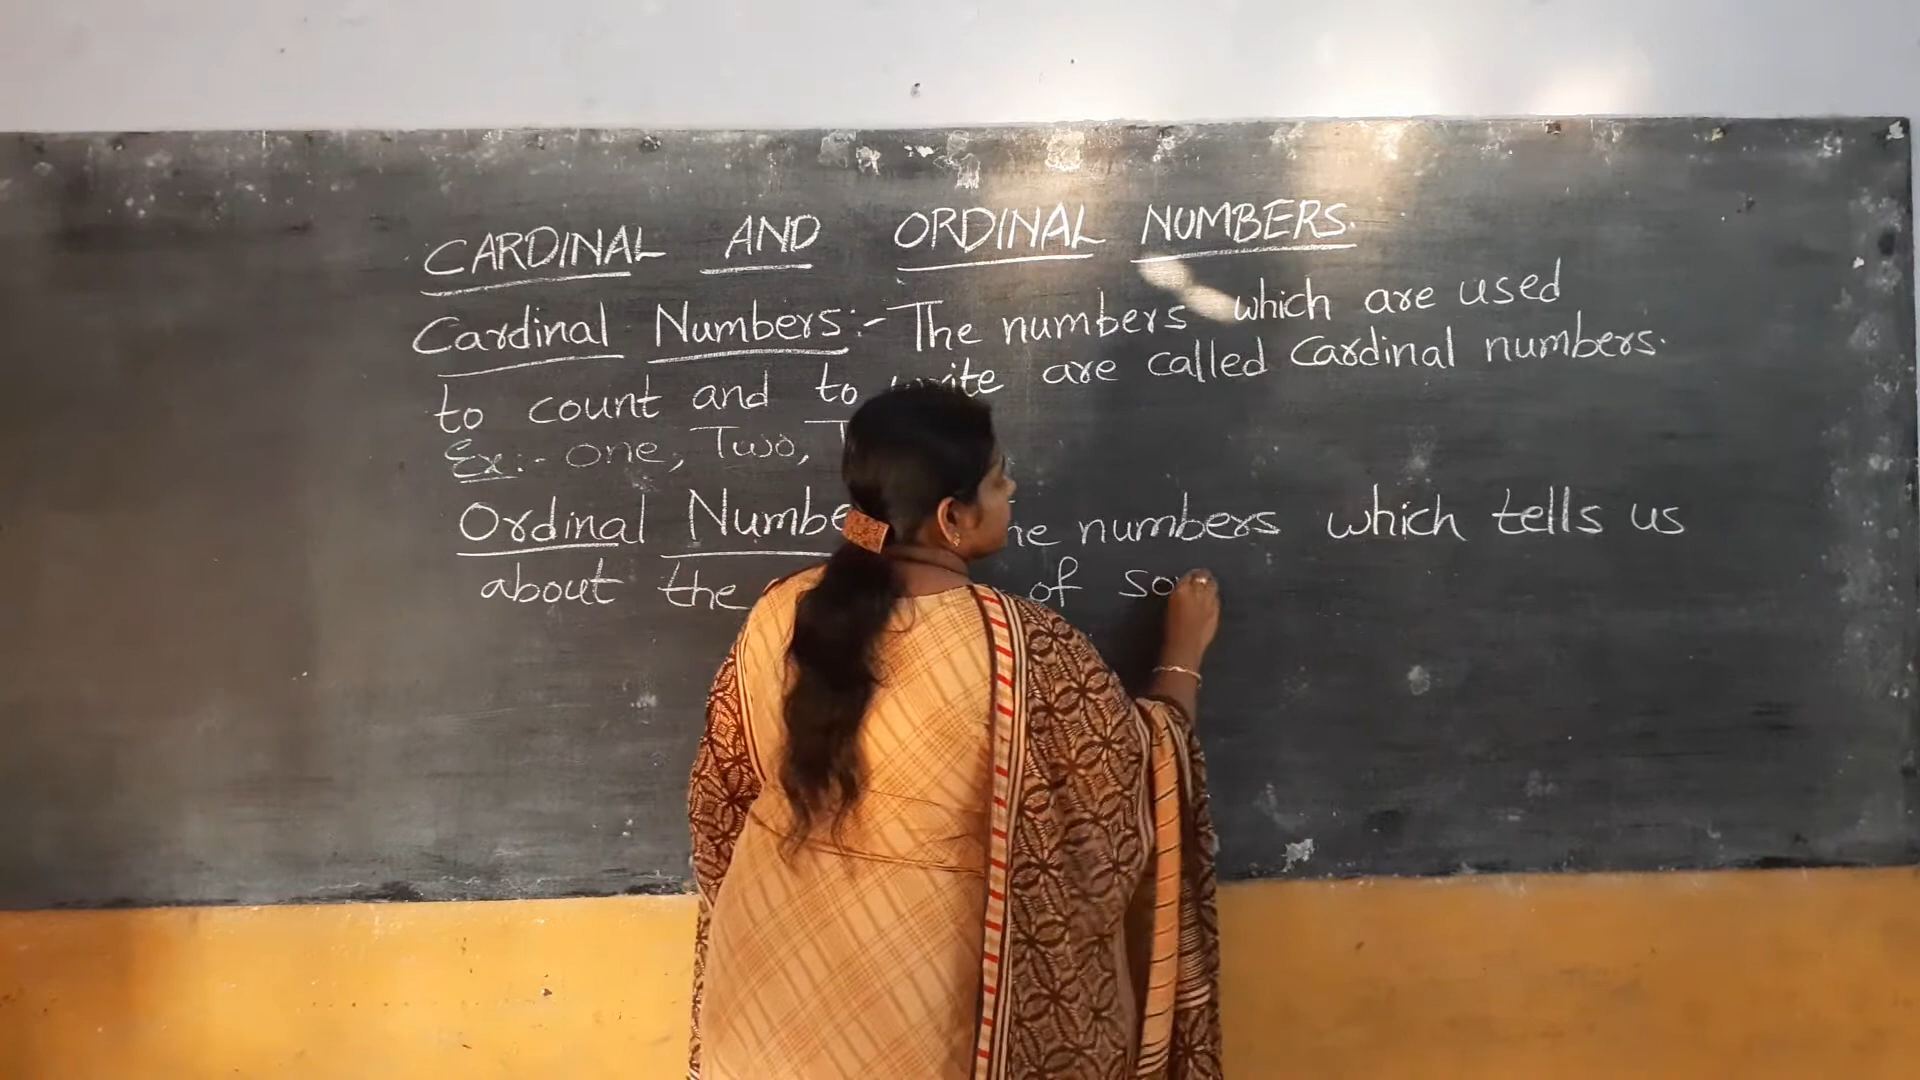 CARDINAL AND ORDINAL NUMBERS.
Cardinal Numbers:- The numbers which are used
to count and to write are called Cardinal numbers.
Ex:- One, Two,
Ordinal numbers which tells us
about the of